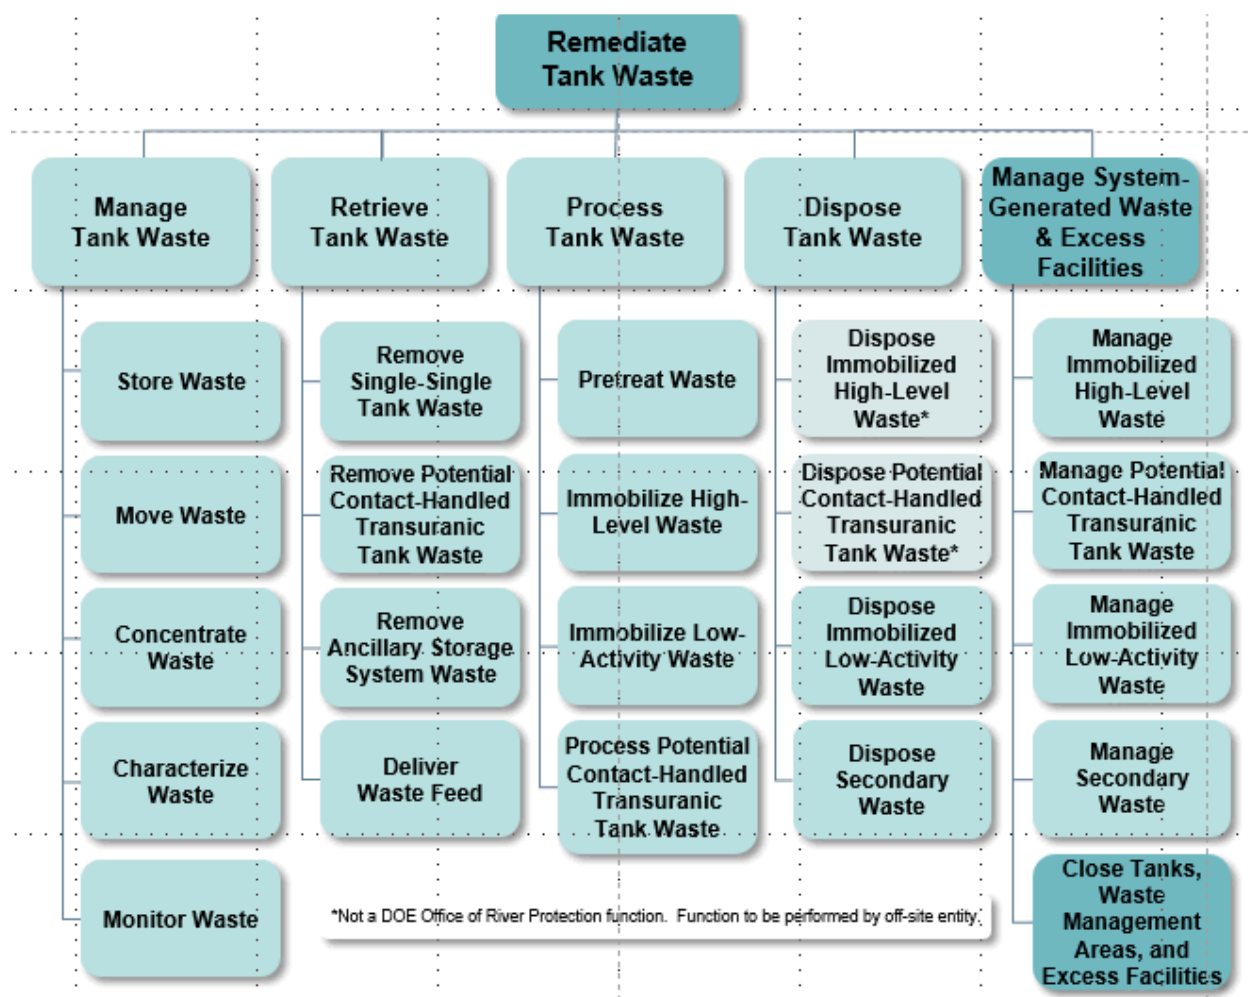 Remediate
Tank Waste
Manage
Tank Waste
Retrieve
Tank Waste
Process
Tank Waste
Dispose
Tank Waste
Manage System-
Generated Waste
& Excess
Facilities
Store Waste
Move Waste
Concentrate
Waste
Characterize
Waste
Monitor Waste
Remove
Single-Single
Tank Waste
Remove Potential
Contact-Handled
Transuranic
Tank Waste
Remove
Ancillary Storage
System Waste
Deliver
Waste Feed
Pretreat Waste
Immobilize High-
Level Waste
Immobilize Low-
Activity Waste
Process Potential
Contact-Handled
Transuranic
Tank Waste
Dispose
Immobilized
High-Level
Waste*
Dispose Potential
Contact-Handled
Transuranic
Tank Waste*
Dispose
Immobilized
Low-Activity
Waste
Dispose
Secondary
Waste
Manage
Immobilized
High-Level
Waste
Manage Potential
Contact-Handled
Transuranic
Tank Waste
Manage
Immobilized
Low-Activity
Waste
Manage
Secondary
Waste
Close Tanks,
Waste
Management
Areas, and
Excess Facilities
*Not a DOE Office of River Protection function. Function to be performed by off-site entity.